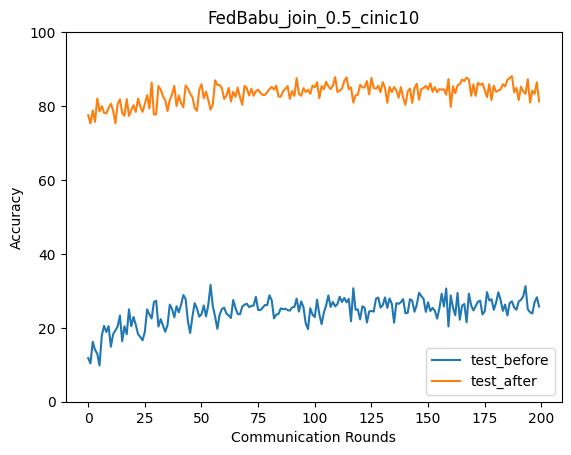 FedBabu_join_0.5_cinic10
100
80
60
40
20
0
Accuracy
0 25 50 75 100 125 150 175 200
Communication Rounds
test_before
test_after